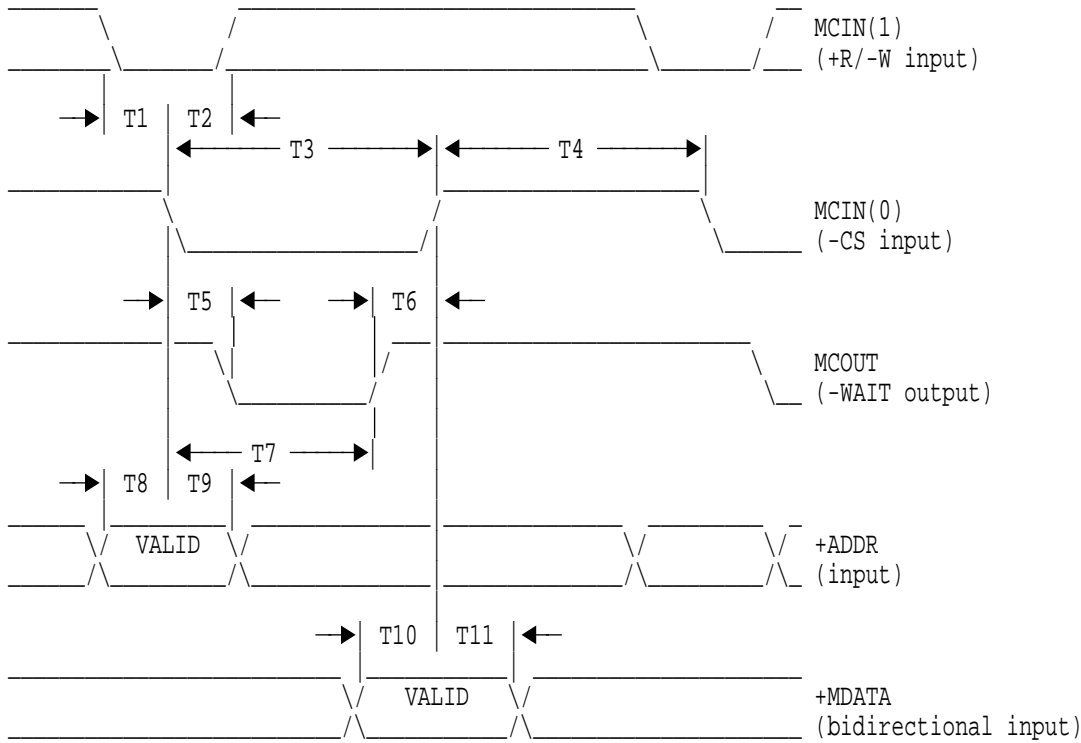 MCIN(1)
(+R/-W input)
T1 T2
T3 T4
MCIN(0)
(-CS input)
T5 T6
MCOUT
(-WAIT output)
T7
T8 T9
VALID +ADDR
(input)
T10 T11
VALID +MDATA
(bidirectional input)